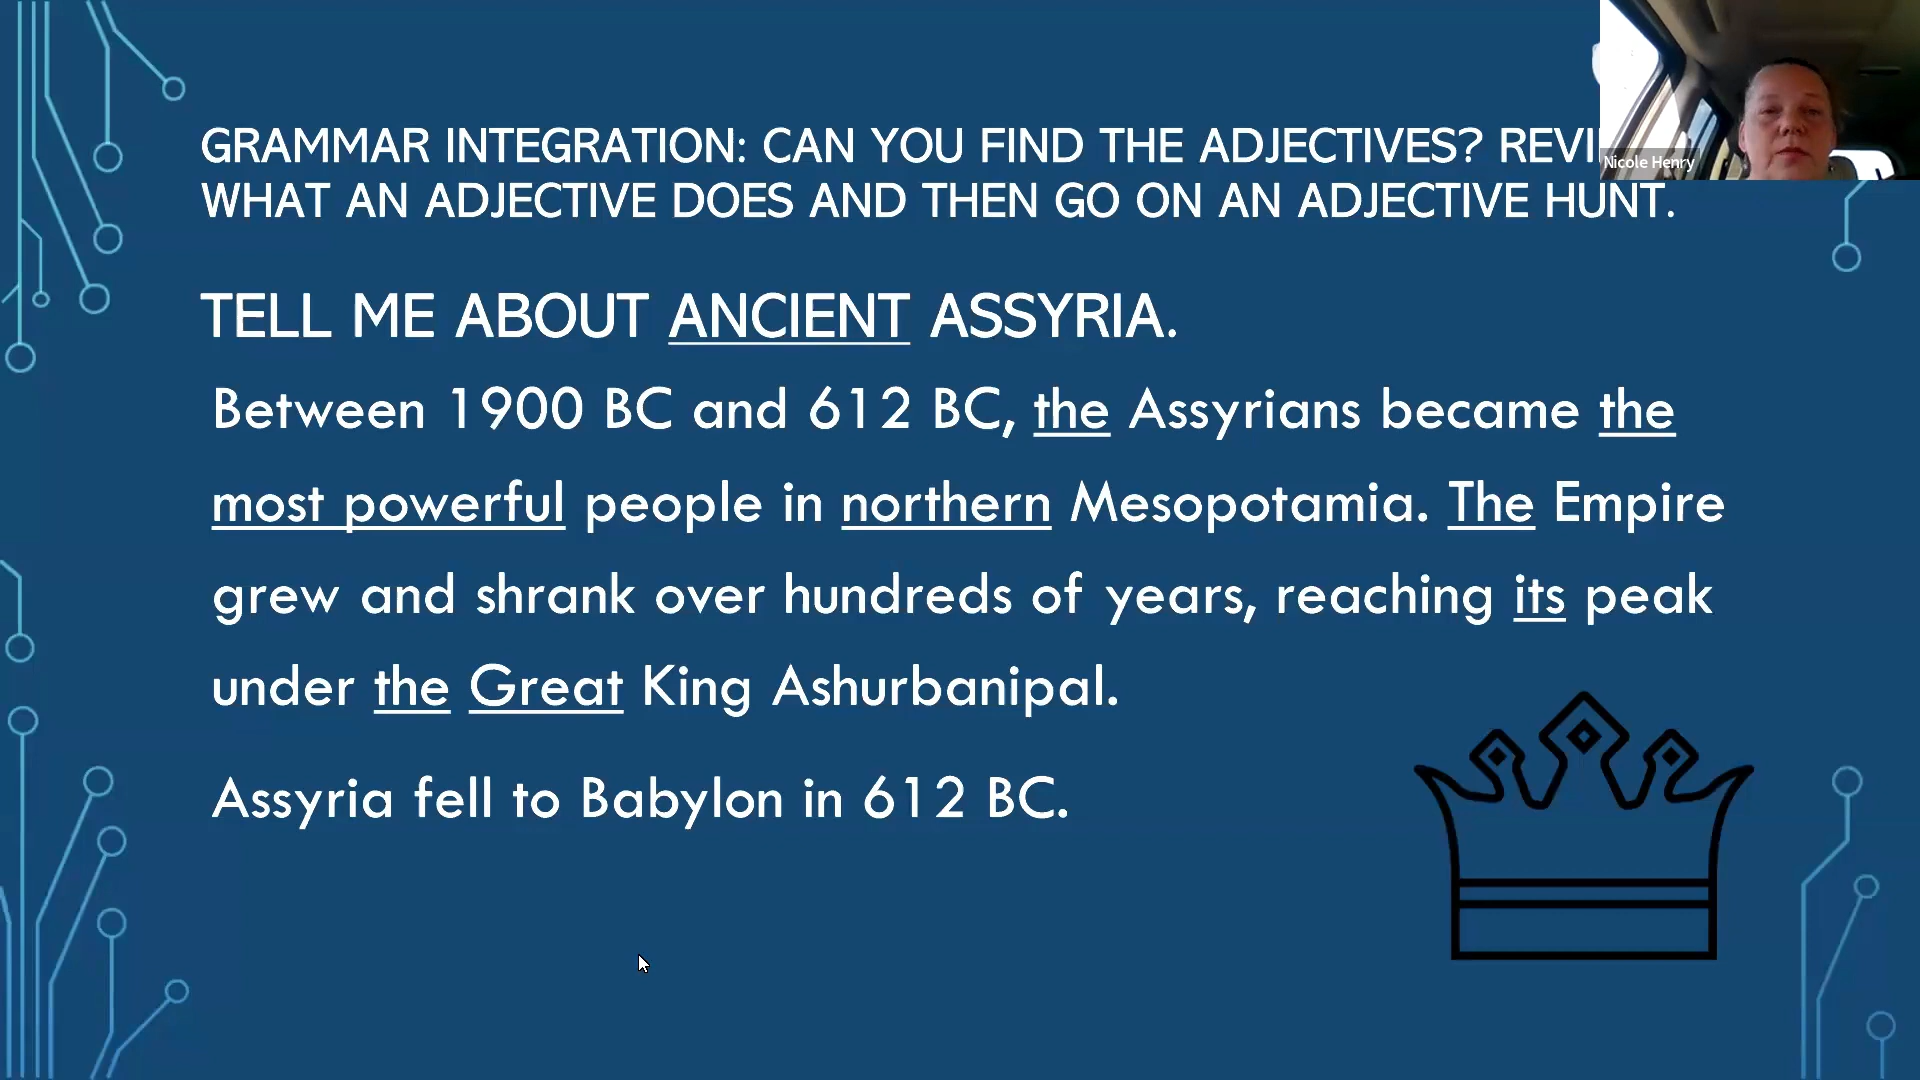 GRAMMAR INTEGRATION: CAN YOU FIND THE ADJECTIVES? REVI
WHAT AN ADJECTIVE DOES AND THEN GO ON AN ADJECTIVE HUNT.
Nicole Henry
TELL ME ABOUT ANCIENT ASSYRIA.
Between 1900 BC and 612 BC, the Assyrians became the
most powerful people in northern Mesopotamia. The Empire
grew and shrank over hundreds of years, reaching its peak
under the Great King Ashurbanipal.
Assyria fell to Babylon in 612 BC.